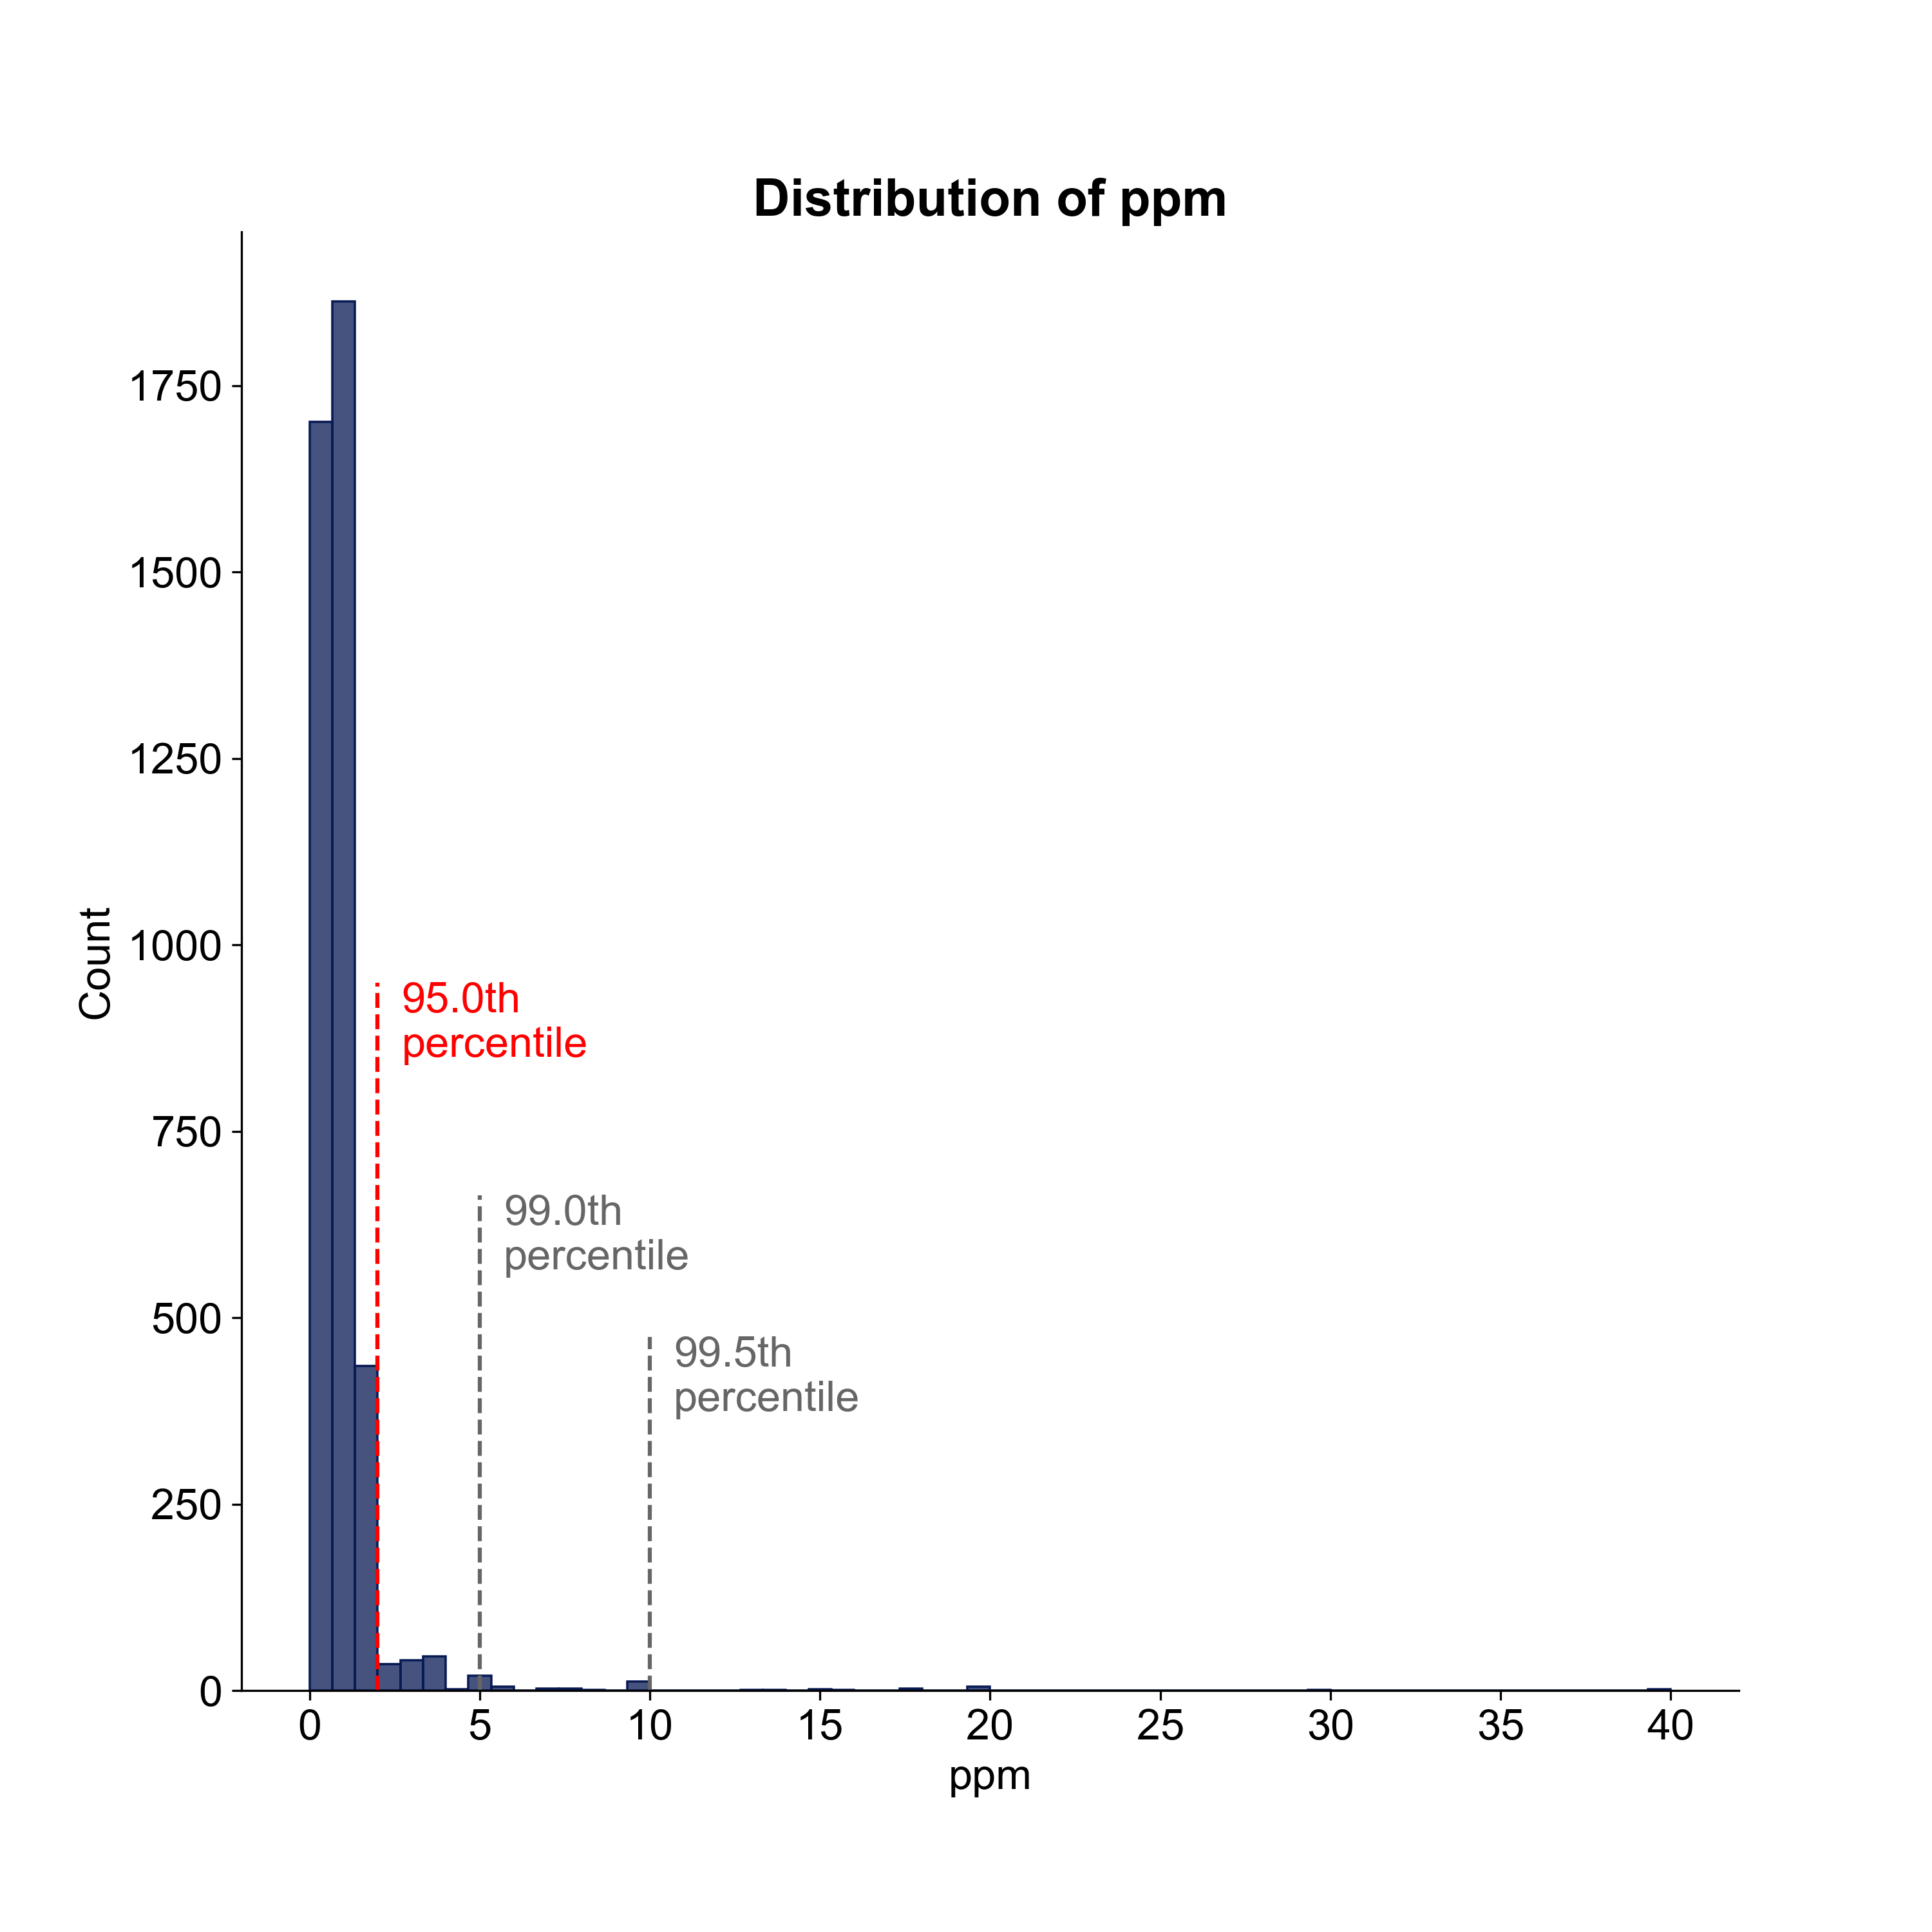 Distribution of ppm
Count
1750
1500
1250
1000
750
500
250
0
95.0th
percentile
99.0th
percentile
99.5th
percentile
0 5 10 15 20 25 30 35 40
ppm